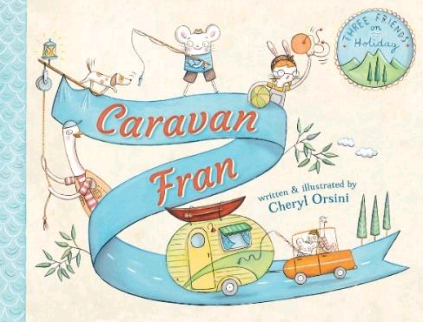 THREE FRIENDS
on
Holiday
Caravan
Fran
written & illustrated by
Cheryl Orsini